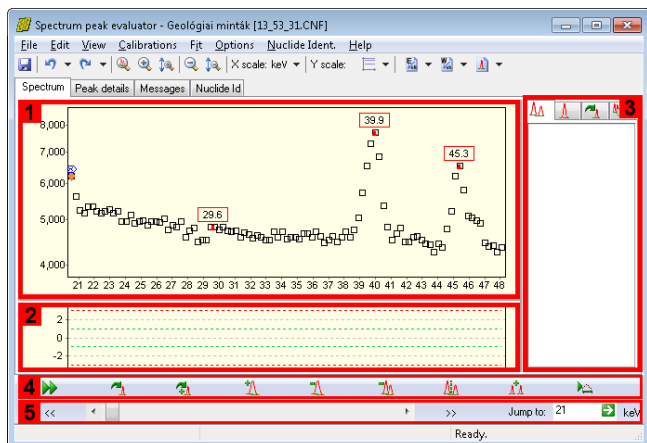 Spectrum peak evaluator - Geológiai minták [13_53_31.CNF]
File Edit View Calibrations Fit Options Nuclide Ident. Help
X scale: keV Y scale:
Spectrum Peak details Messages Nuclide Id
1
3
8,000
7,000
6,000
5,000
4,000
39.9
45.3
29.6
21 22 23 24 25 26 27 28 29 30 31 32 33 34 35 36 37 38 39 40 41 42 43 44 45 46 47 48
2
2
0
-2
4
5 << >> Jump to: 21 keV
Ready.